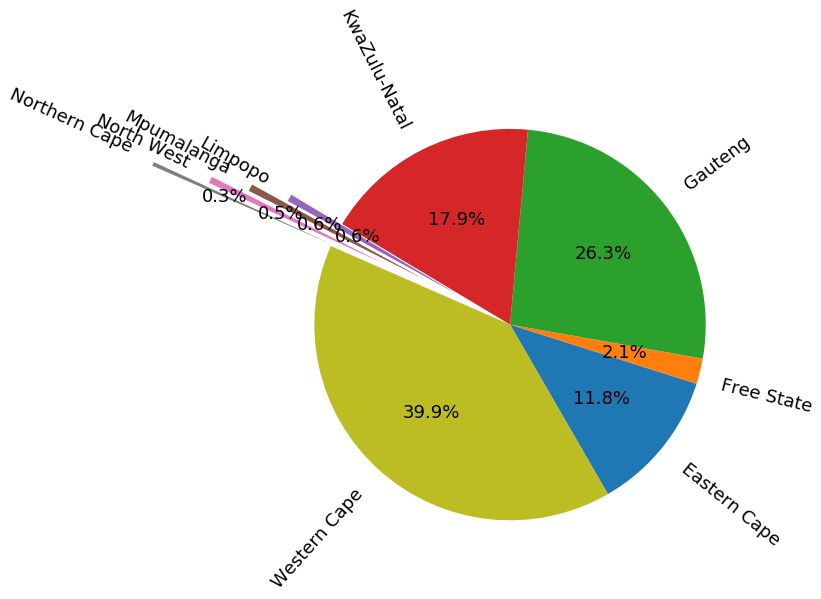 KwaZulu-Natal
Gauteng
Northern Cape
North West
Mpumalanga
Limpopo
0.3%
0.5%
0.6%
0.6%
17.9%
26.3%
2.1%
11.8%
39.9%
Free State
Eastern Cape
Western Cape